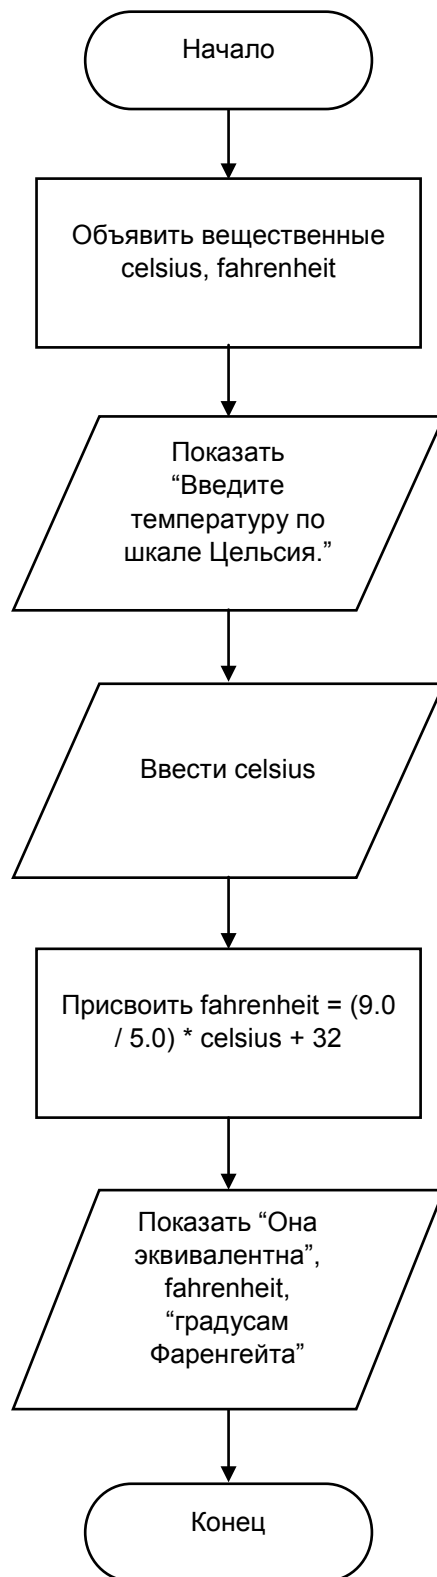 Начало
Объявить вещественные
celsius, fahrenheit
Показать
“Введите
температуру по
шкале Цельсия.”
Ввести celsius
Присвоить fahrenheit = (9.0
/ 5.0) * celsius + 32
Показать “Она
эквивалентна”,
fahrenheit,
“градусам
Фаренгейта”
Конец